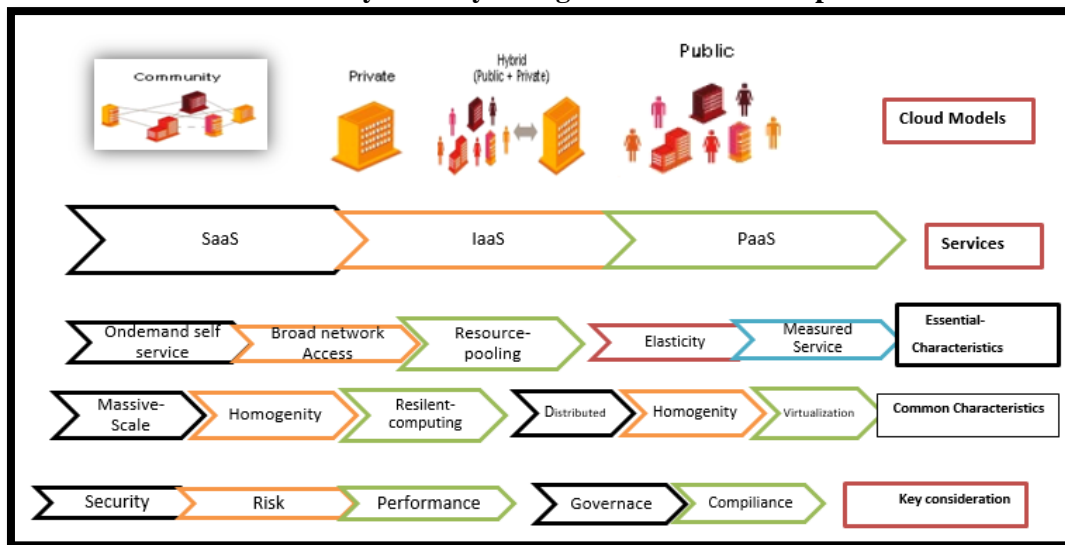 Community
Private
Hybrid
(Public + Private)
Public
Cloud Models
SaaS
IaaS
PaaS
Services
Ondemand self
service
Broad network
Access
Resource-
pooling
Elasticity
Measured
Service
Essential-
Characteristics
Massive-
Scale
Homogenity
Resilent-
computing
Distributed
Homogenity
Virtualization
Common Characteristics
Security
Risk
Performance
Governace
Compiliance
Key consideration